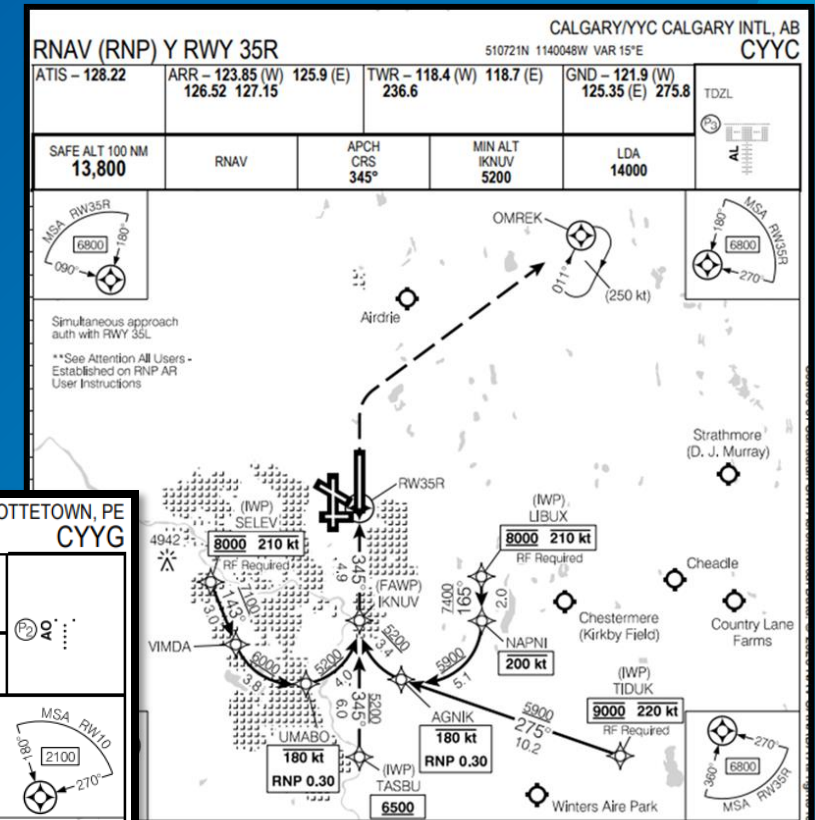 CALGARY/YYC CALGARY INTL, AB
RNAV (RNP) Y RWY 35R
510721N 1140048W VAR 15°E
CYYC
ATIS – 128.22
ARR – 123.85 (W) 125.9 (E)
126.52 127.15
TWR – 118.4 (W) 118.7 (E)
236.6
GND – 121.9 (W)
125.35 (E) 275.8
TDZL
P3
AL
SAFE ALT 100 NM
13,800
RNAV
APCH
CRS
345°
MIN ALT
IKNUV
5200
LDA
14000
MSA RW35R
6800
180°
090°
OMREK
011°
(250 kt)
MSA RW35R
180°
6800
270°
Airdrie
Simultaneous approach
auth with RWY 35L
**See Attention All Users -
Established on RNP AR
User Instructions
Strathmore
(D. J. Murray)
RW35R
(IWP)
SELEV
8000 210 kt
RF Required
4942
(IWP)
LIBUX
8000 210 kt
RF Required
345°
4.9
(FAWP)
IKNUV
7100
143°
3.0
7400
165°
2.0
Cheadle
Chestermere
(Kirkby Field)
Country Lane
Farms
VIMDA
6000
3.8
5200
4.0
5200
3.4
5900
5.1
NAPNI
200 kt
(IWP)
TIDUK
9000 220 kt
RF Required
5200
345°
6.0
AGNIK
180 kt
RNP 0.30
5900
275°
10.2
UMABO
180 kt
RNP 0.30
(IWP)
TASBU
6500
Winters Aire Park
270°
360°
6800
MSA RW35R
OTTETOWN, PE
CYYG
P2
AO
MSA RW10
180°
2100
270°